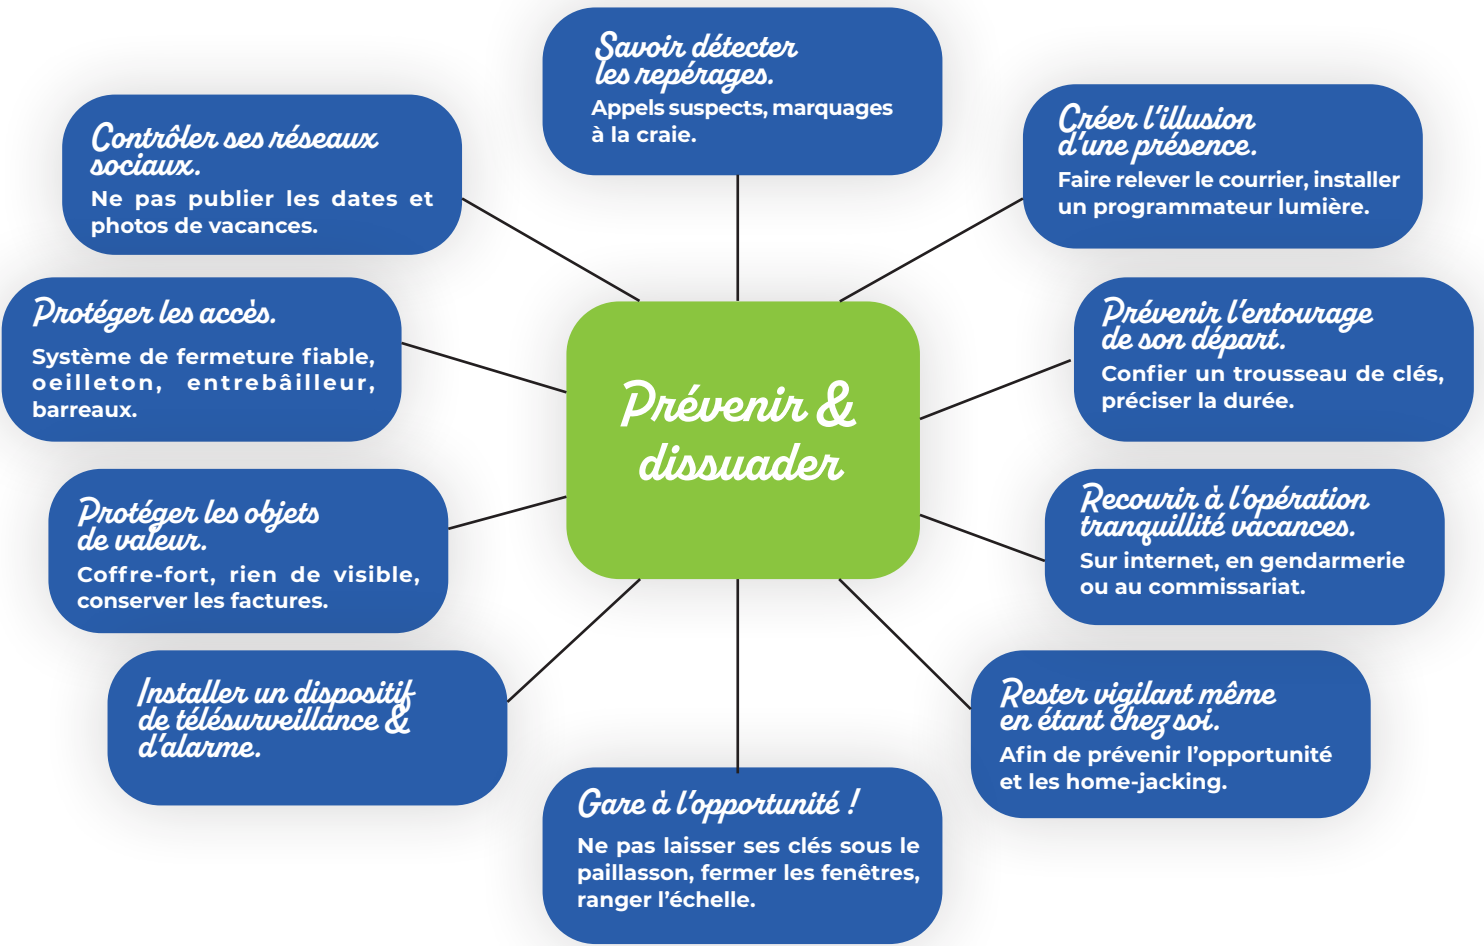 Savoir détecter
les repérages.
Appels suspects, marquages
à la craie.
Contrôler ses réseaux
sociaux.
Ne pas publier les dates et
photos de vacances.
Créer l'illusion
d'une présence.
Faire relever le courrier, installer
un programmateur lumière.
Protéger les accès.
Système de fermeture fiable,
oeilleton, entrebâilleur,
barreaux.
Prévenir l'entourage
de son départ.
Confier un trousseau de clés,
préciser la durée.
Prévenir &
dissuader
Protéger les objets
de valeur.
Coffre-fort, rien de visible,
conserver les factures.
Recourir à l'opération
tranquillité vacances.
Sur internet, en gendarmerie
ou au commissariat.
Installer un dispositif
de télésurveillance &
d'alarme.
Rester vigilant même
en étant chez soi.
Afin de prévenir l'opportunité
et les home-jacking.
Gare à l'opportunité !
Ne pas laisser ses clés sous le
paillasson, fermer les fenêtres,
ranger l'échelle.